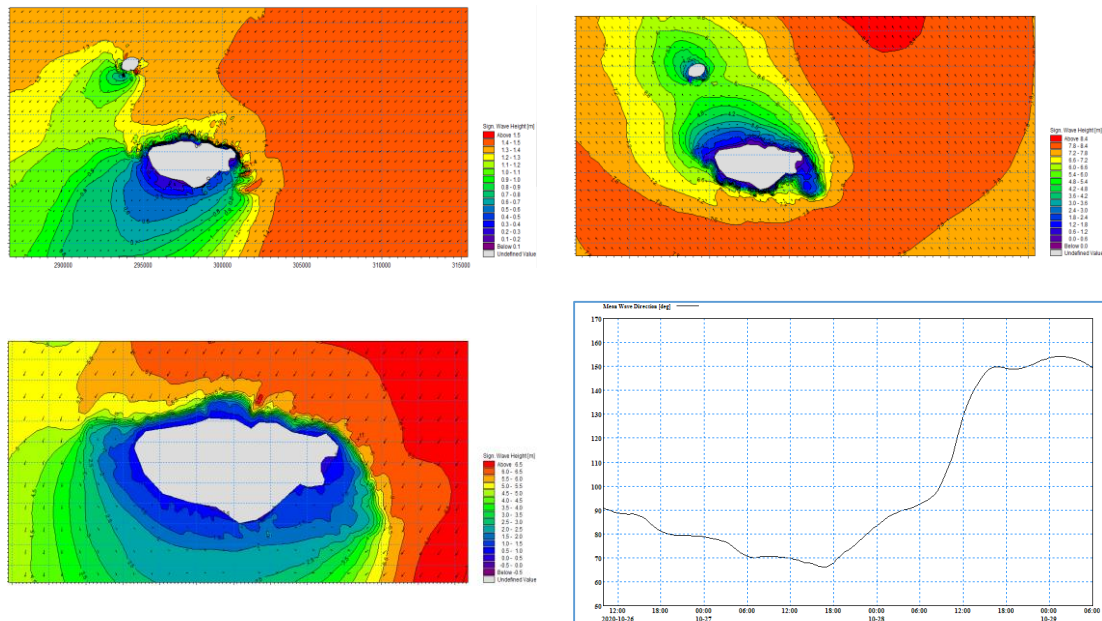 Sign. Wave Height [m]
Above 1.5
1.4 - 1.5
1.3 - 1.4
1.2 - 1.3
1.1 - 1.2
1.0 - 1.1
0.9 - 1.0
0.8 - 0.9
0.7 - 0.8
0.6 - 0.7
0.5 - 0.6
0.4 - 0.5
0.3 - 0.4
0.2 - 0.3
0.1 - 0.2
Below 0.1
Undefined Value
290000 295000 300000 305000 310000 315000
Sign. Wave Height [m]
Above 8.4
7.8 - 8.4
7.2 - 7.8
6.6 - 7.2
6.0 - 6.6
5.4 - 6.0
4.8 - 5.4
4.2 - 4.8
3.6 - 4.2
3.0 - 3.6
2.4 - 3.0
1.8 - 2.4
1.2 - 1.8
0.6 - 1.2
0.0 - 0.6
Below 0.0
Undefined Value
Sign. Wave Height [m]
Above 6.5
6.0 - 6.5
5.5 - 6.0
5.0 - 5.5
4.5 - 5.0
4.0 - 4.5
3.5 - 4.0
3.0 - 3.5
2.5 - 3.0
2.0 - 2.5
1.5 - 2.0
1.0 - 1.5
0.5 - 1.0
0.0 - 0.5
-0.5 - 0.0
Below -0.5
Undefined Value
Mean Wave Direction [deg]
170
160
150
140
130
120
110
100
90
80
70
60
50
12:00 18:00 00:00 06:00 12:00 18:00 00:00 06:00 12:00 18:00 00:00 06:00
2020-10-26 10-27 10-28 10-29